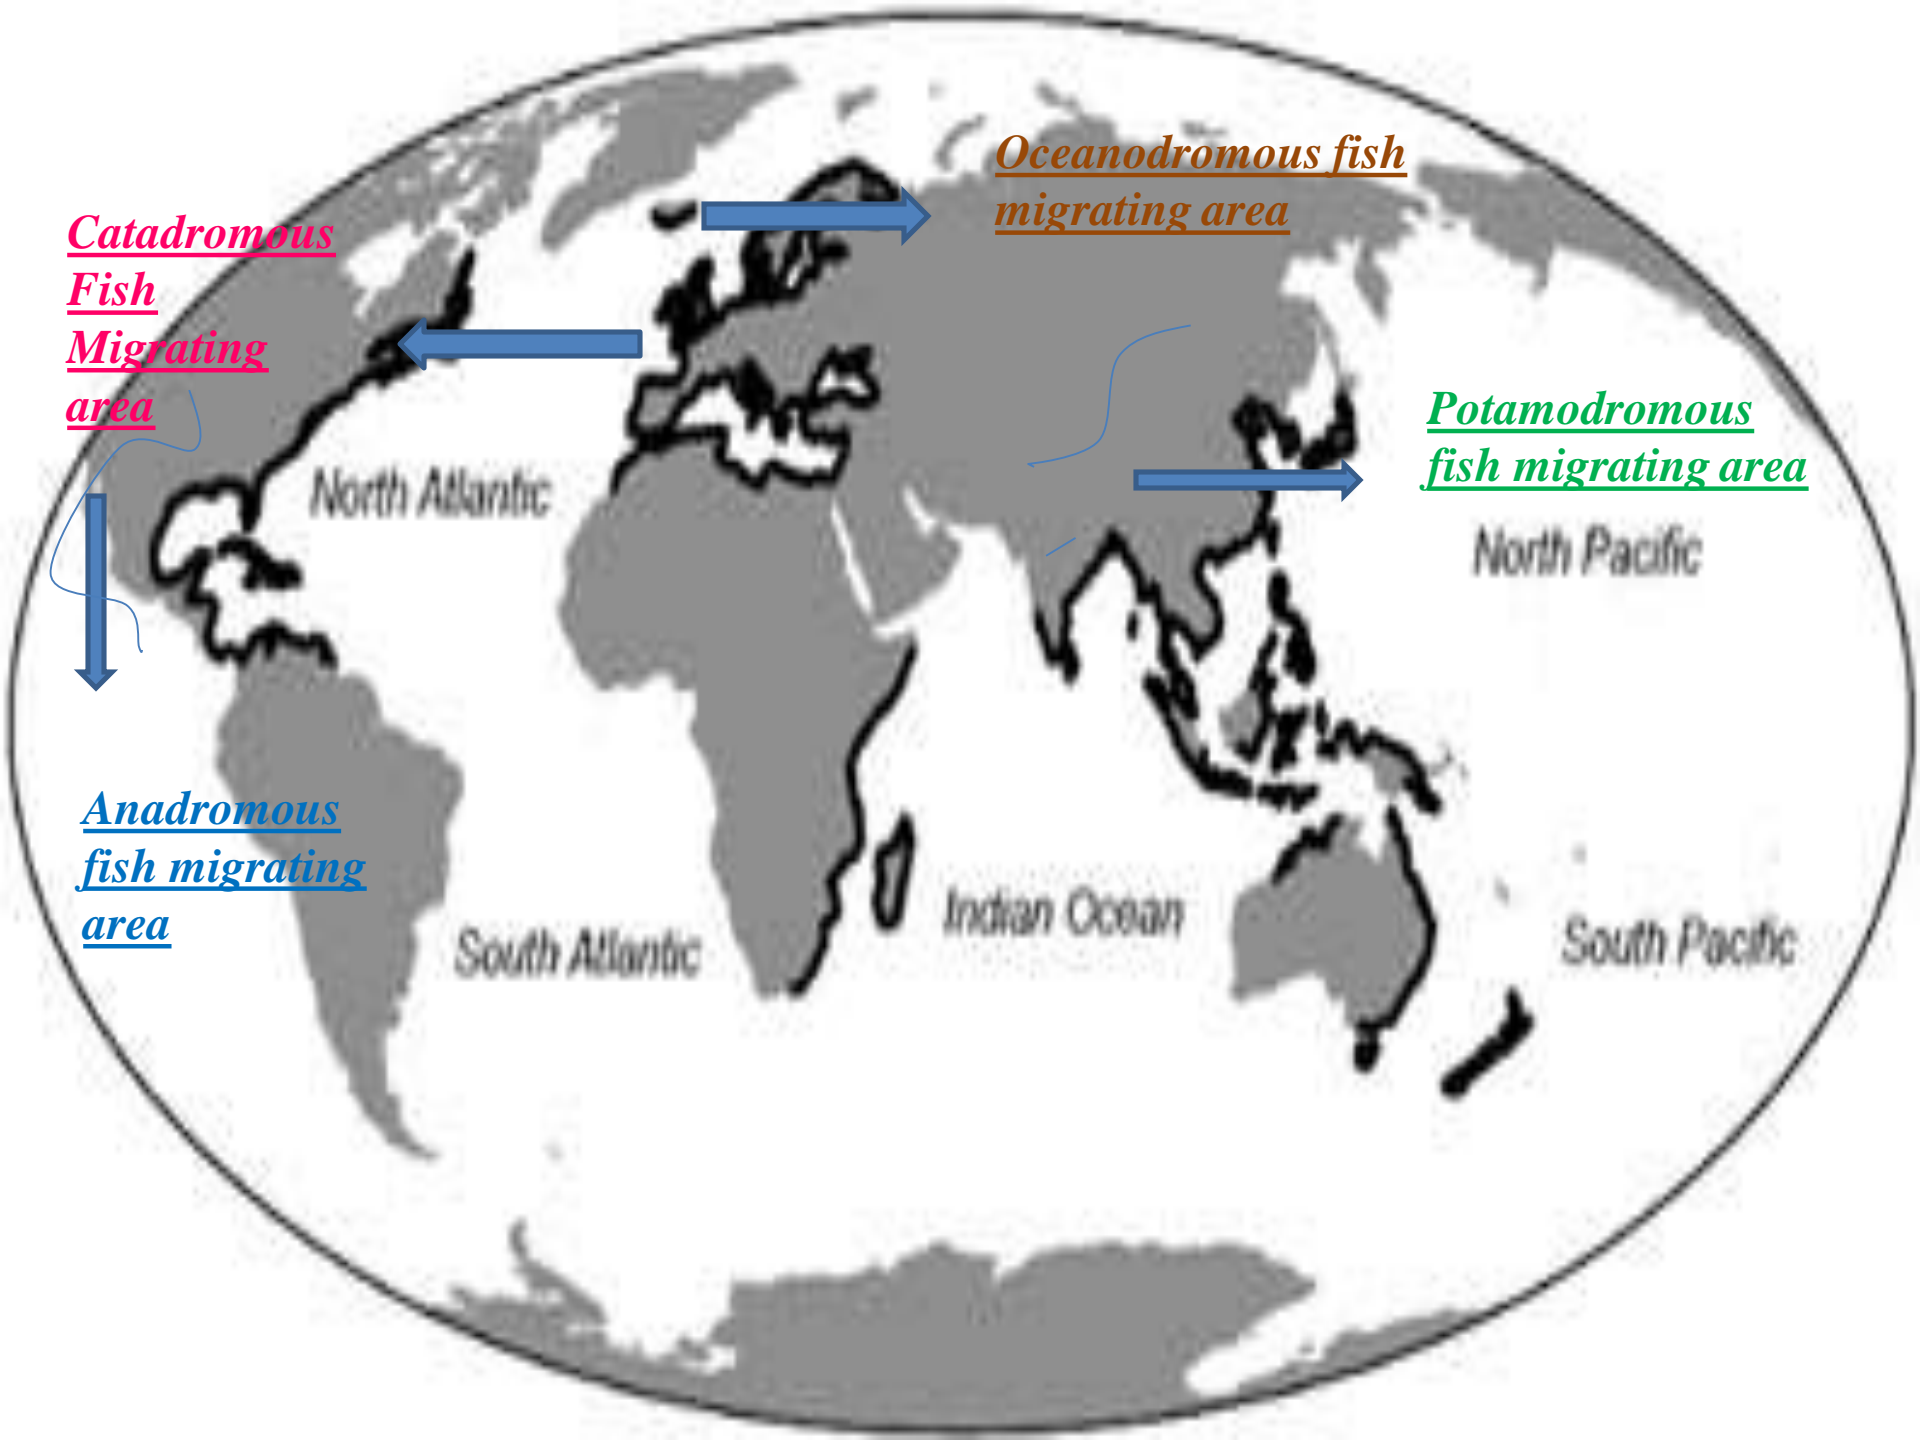 Oceanodromous fish
migrating area
Catadromous
Fish
Migrating
area
Potamodromous
fish migrating area
North Atlantic
North Pacific
Anadromous
fish migrating
area
Indian Ocean
South Atlantic
South Pacific